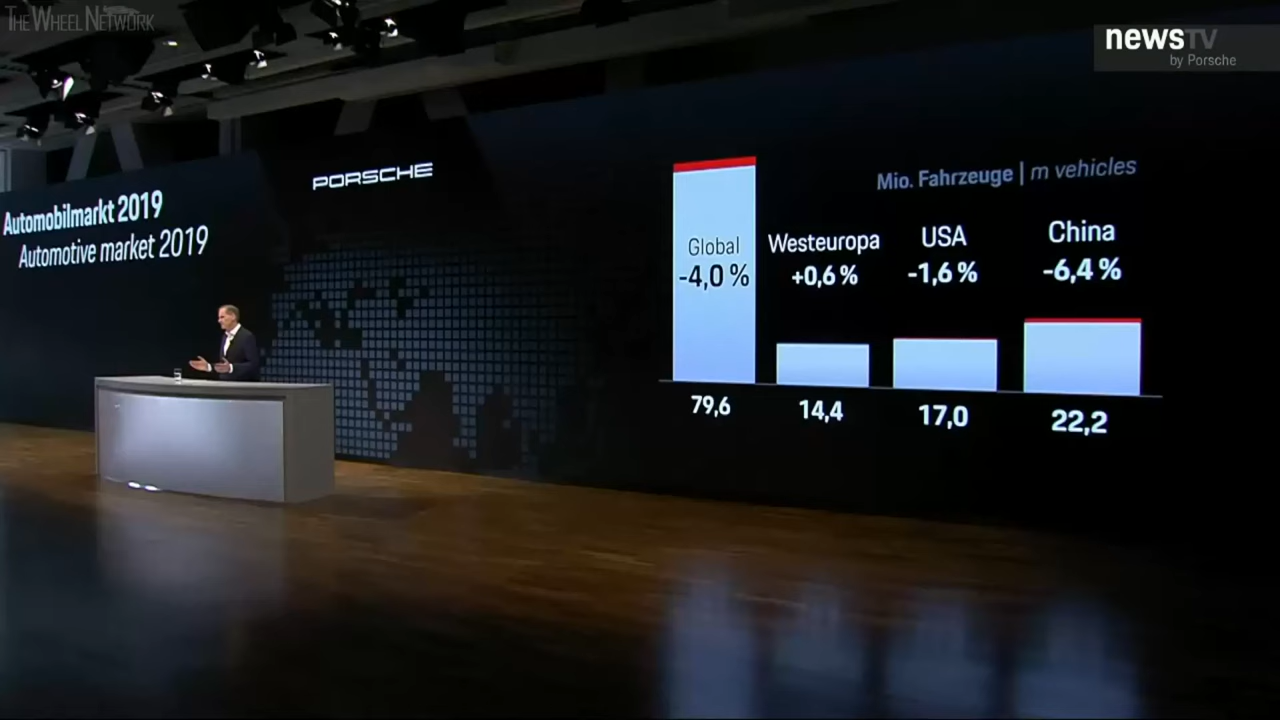 THE WHEEL NETWORK
newsTV
by Porsche
Automobilmarkt 2019
Automotive market 2019
PORSCHE
Mio. Fahrzeuge | m vehicles
Global
-4,0 %
Westeuropa
+0,6 %
USA
-1,6 %
China
-6,4 %
79,6
14,4
17,0
22,2